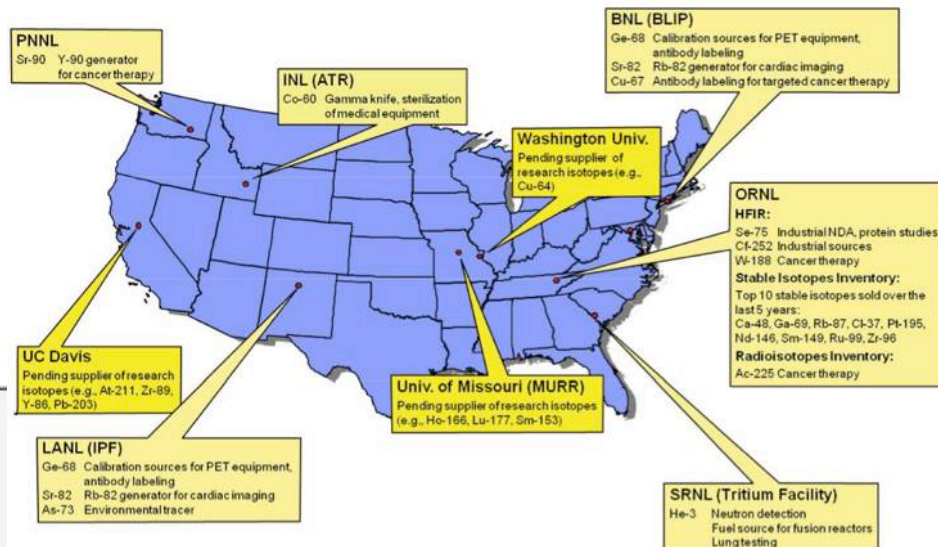 PNNL
Sr-90 Y-90 generator
for cancer therapy
INL (ATR)
Co-60 Gamma knife, sterilization
of medical equipment
BNL (BLIP)
Ge-68 Calibration sources for PET equipment,
antibody labeling
Sr-82 Rb-82 generator for cardiac imaging
Cu-67 Antibody labeling for targeted cancer therapy
Washington Univ.
Pending supplier of
research isotopes (e.g.,
Cu-64)
ORNL
HFIR:
Se-75 Industrial NDA, protein studies
Cf-252 Industrial sources
W-188 Cancer therapy
Stable Isotopes Inventory:
Top 10 stable isotopes sold over the
last 5 years:
Ca-48, Ga-69, Rb-87, Cl-37, Pt-195,
Nd-146, Sm-149, Ru-99, Zr-96
Radioisotopes Inventory:
Ac-225 Cancer therapy
UC Davis
Pending supplier of research
isotopes (e.g., At-211, Zr-89,
Y-86, Pb-203)
Univ. of Missouri (MURR)
Pending supplier of research isotopes
(e.g., Ho-166, Lu-177, Sm-153)
LANL (IPF)
Ge-68 Calibration sources for PET equipment,
antibody labeling
Sr-82 Rb-82 generator for cardiac imaging
As-73 Environmental tracer
SRNL (Tritium Facility)
He-3 Neutron detection
Fuel source for fusion reactors
Lung testing